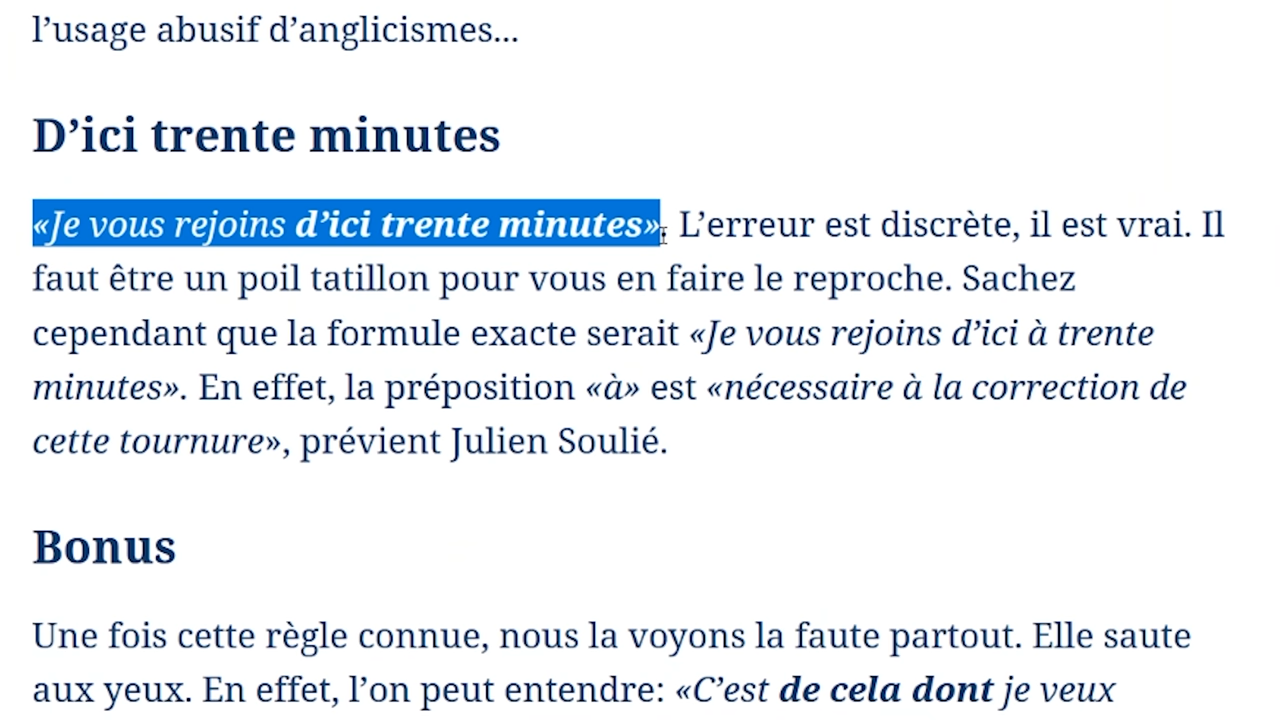 l’usage abusif d’anglicismes...
D’ici trente minutes
«Je vous rejoins d’ici trente minutes». L’erreur est discrète, il est vrai. Il
faut être un poil tatillon pour vous en faire le reproche. Sachez
cependant que la formule exacte serait «Je vous rejoins d’ici à trente
minutes». En effet, la préposition «à» est «nécessaire à la correction de
cette tournure», prévient Julien Soulié.
Bonus
Une fois cette règle connue, nous la voyons la faute partout. Elle saute
aux yeux. En effet, l’on peut entendre: «C’est de cela dont je veux